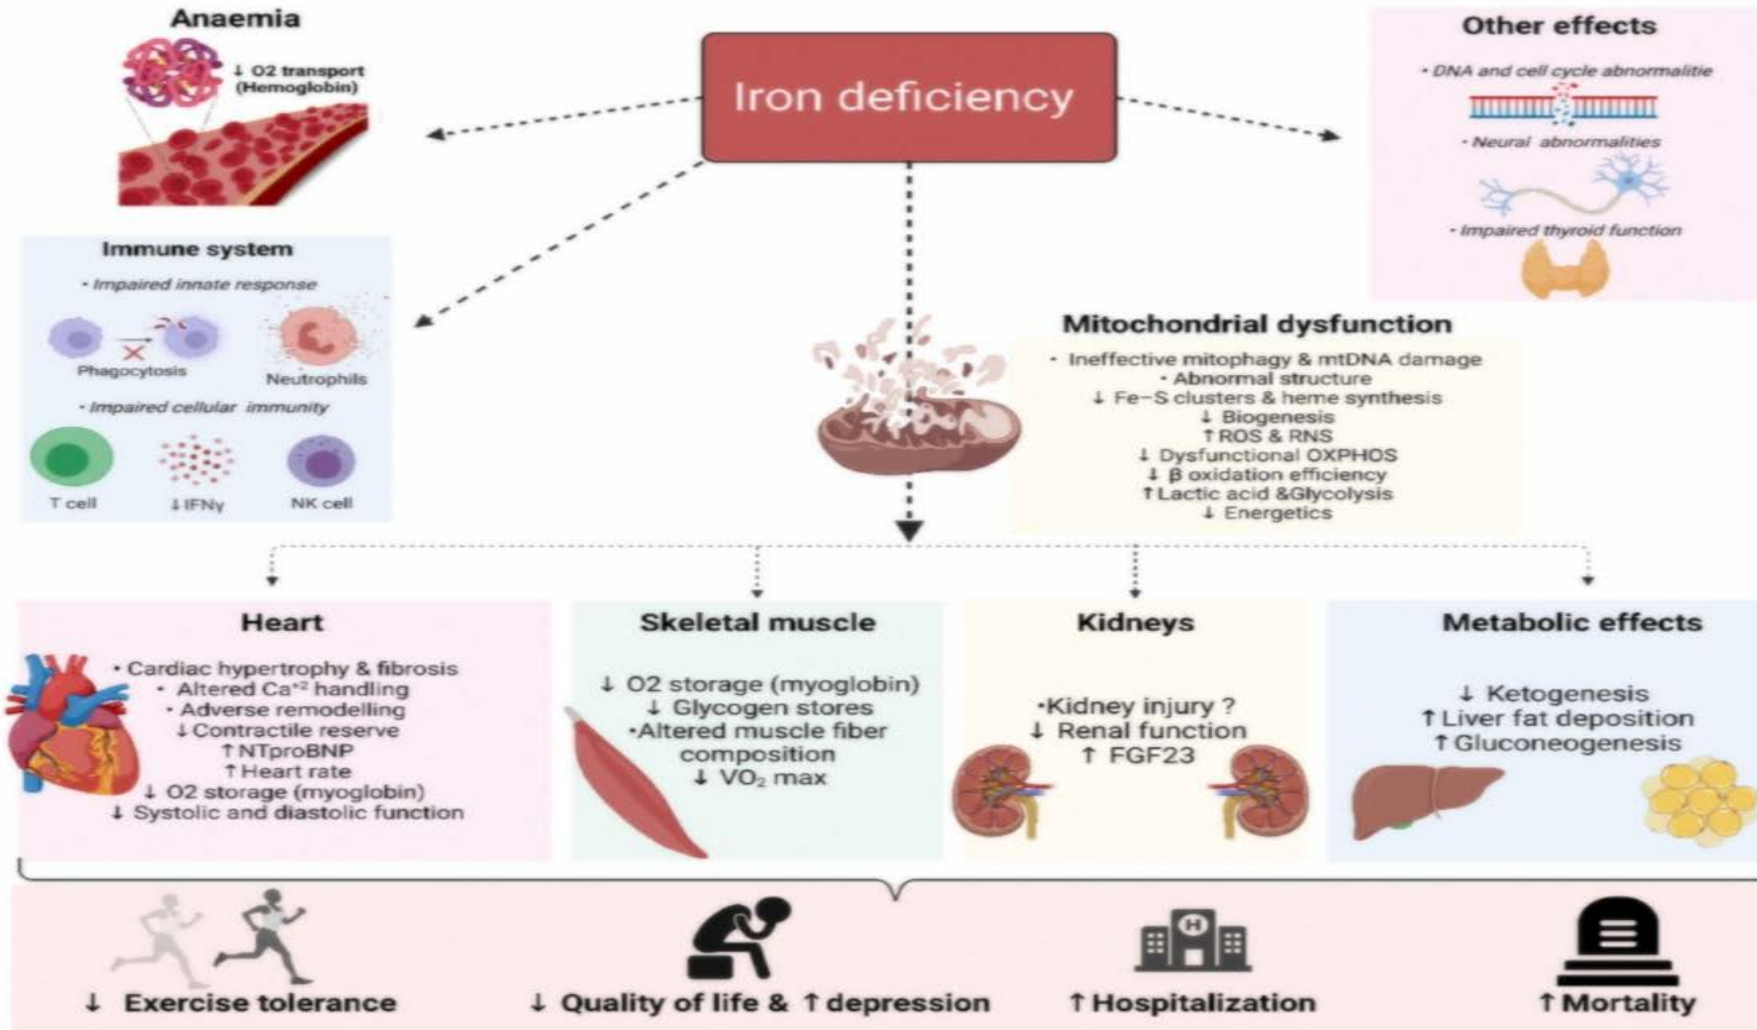 Anaemia
↓ O2 transport
(Hemoglobin)
Iron deficiency
Other effects
• DNA and cell cycle abnormalitie
• Neural abnormalities
• Impaired thyroid function
Immune system
• Impaired innate response
Phagocytosis
Neutrophils
• Impaired cellular immunity
T cell
↓IFNγ
NK cell
Mitochondrial dysfunction
• Ineffective mitophagy & mtDNA damage
• Abnormal structure
↓ Fe–S clusters & heme synthesis
↓ Biogenesis
↑ROS & RNS
↓ Dysfunctional OXPHOS
↓ β oxidation efficiency
↑Lactic acid &Glycolysis
↓ Energetics
Heart
• Cardiac hypertrophy & fibrosis
• Altered Ca⁺² handling
• Adverse remodelling
↓Contractile reserve
↑NTproBNP
↑Heart rate
↓ O2 storage (myoglobin)
↓ Systolic and diastolic function
Skeletal muscle
↓ O2 storage (myoglobin)
↓ Glycogen stores
•Altered muscle fiber
composition
↓ VO₂ max
Kidneys
•Kidney injury ?
↓ Renal function
↑ FGF23
Metabolic effects
↓ Ketogenesis
↑Liver fat deposition
↑Gluconeogenesis
↓ Exercise tolerance
↓ Quality of life & ↑depression
H
↑Hospitalization
↑Mortality